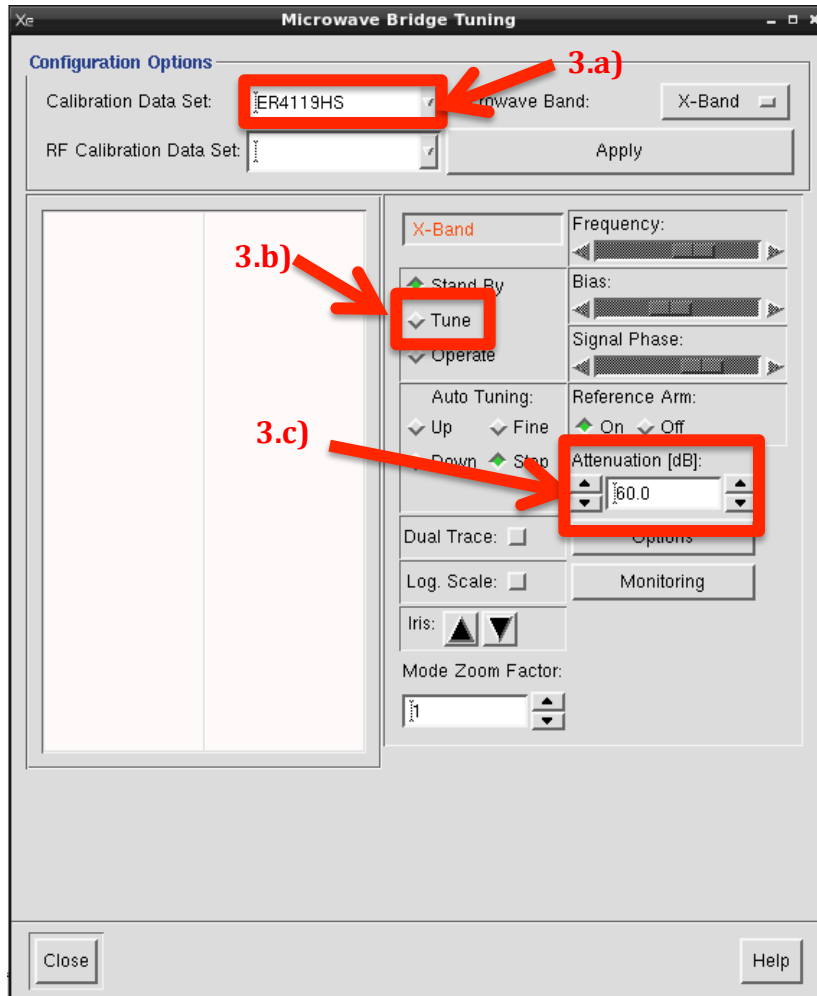 Xe Microwave Bridge Tuning
Configuration Options
3.a)
Calibration Data Set: ER4119HS rowave Band: X-Band
RF Calibration Data Set: Apply
3.b)
X-Band
Frequency:
Stand By
Bias:
Tune
Signal Phase:
Operate
3.c)
Auto Tuning:
Reference Arm:
Up Fine
On Off
Down Stop
Attenuation [dB]:
60.0
Dual Trace:
Options
Log. Scale:
Monitoring
Iris:
Mode Zoom Factor:
1
Close Help